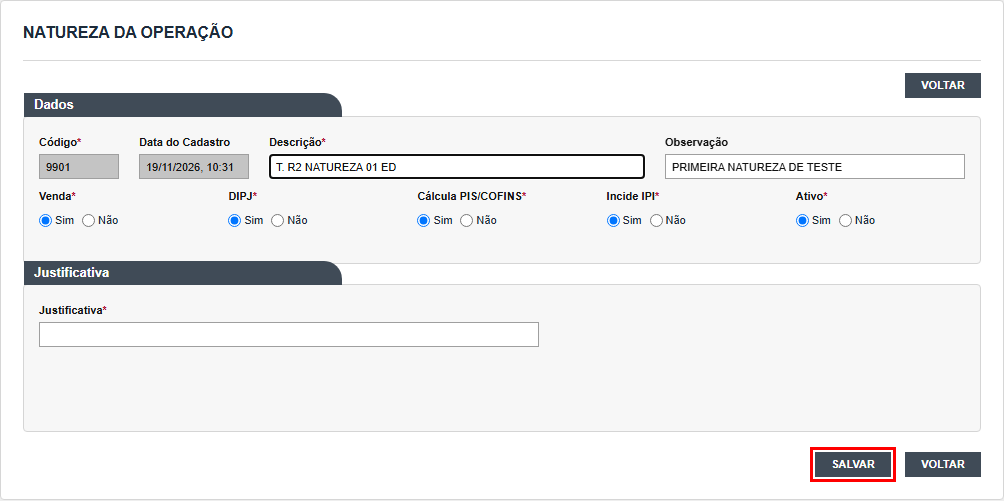 NATUREZA DA OPERAÇÃO
VOLTAR
Dados
Código* Data do Cadastro Descrição* Observação
9901 19/11/2026, 10:31 T. R2 NATUREZA 01 ED PRIMEIRA NATUREZA DE TESTE
Venda* DIPJ* Cálcula PIS/COFINS* Incide IPI* Ativo*
Sim Não Sim Não Sim Não Sim Não Sim Não
Justificativa
Justificativa*
SALVAR VOLTAR